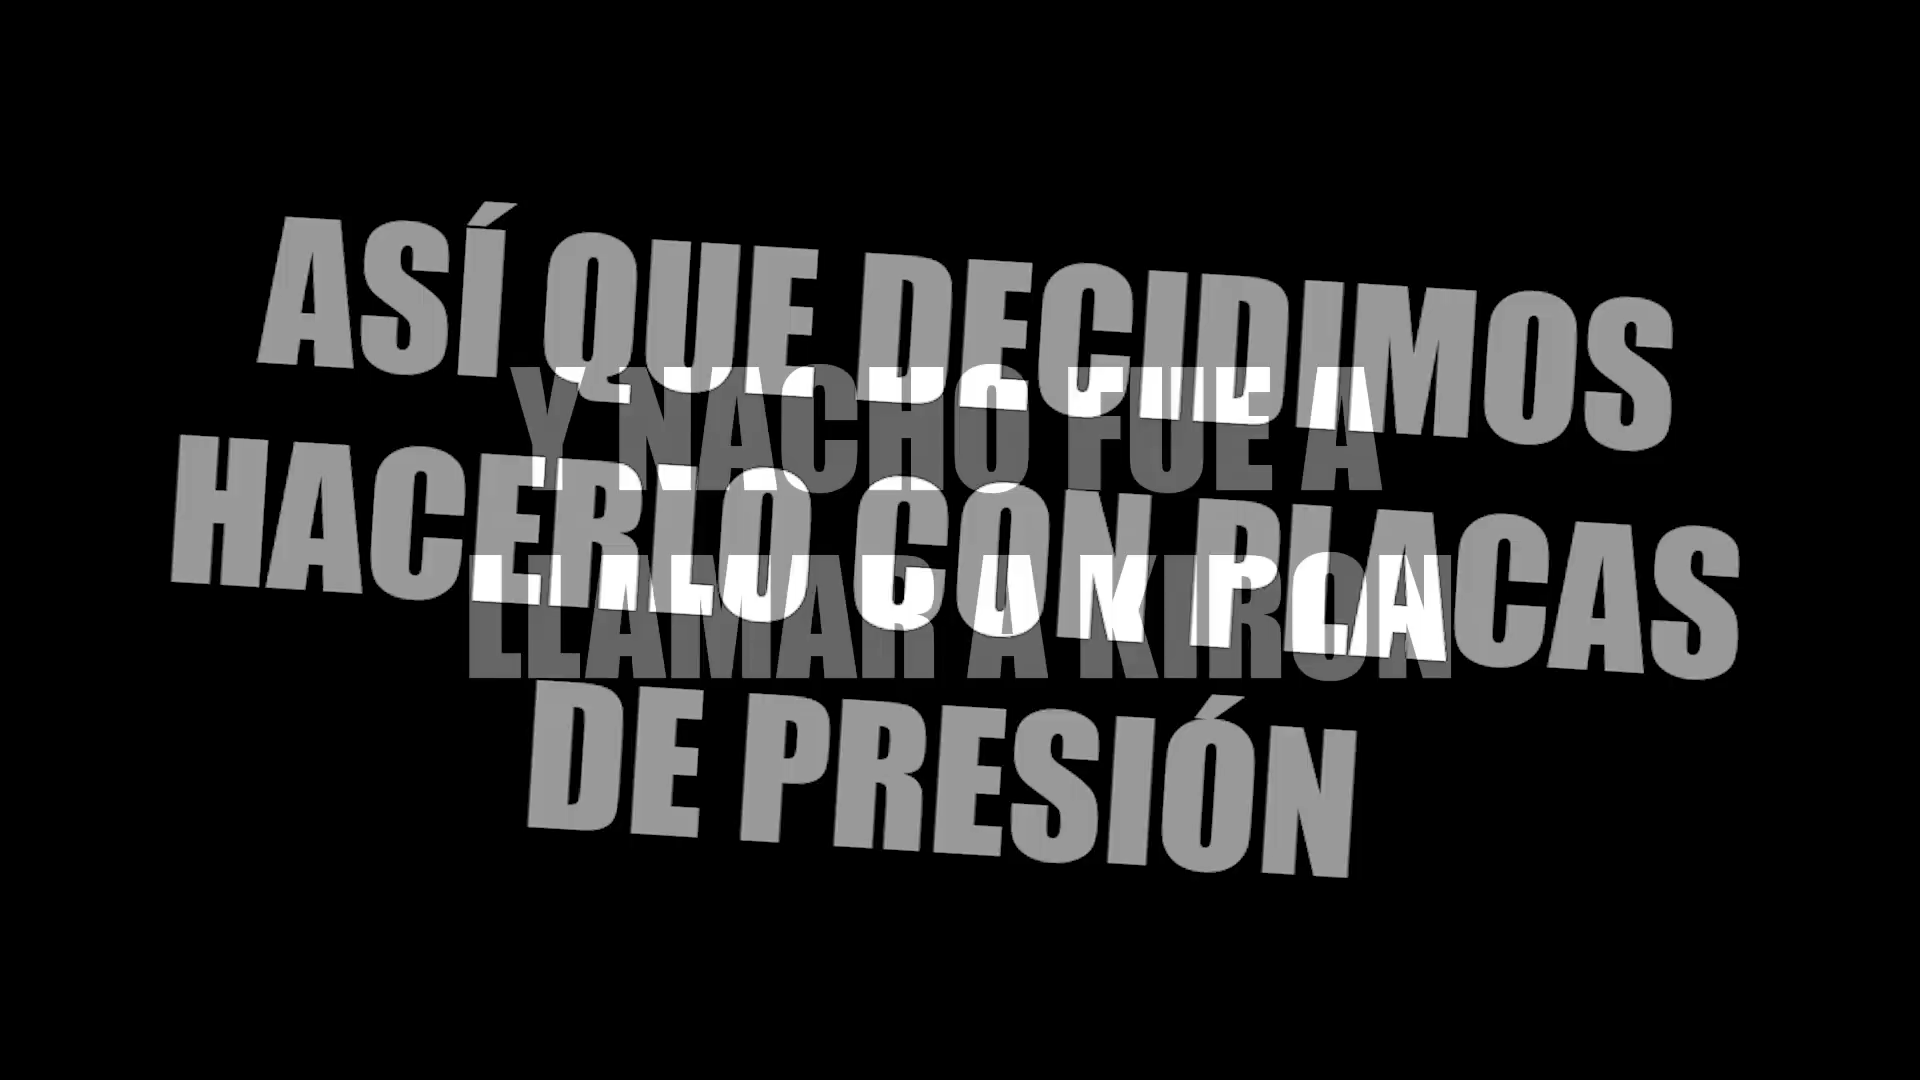 ASÍ QUE DECIDIMOS
HACERLO CON PLACAS
DE PRESIÓN
Y NACHO FUE A
LLAMAR A KIRON